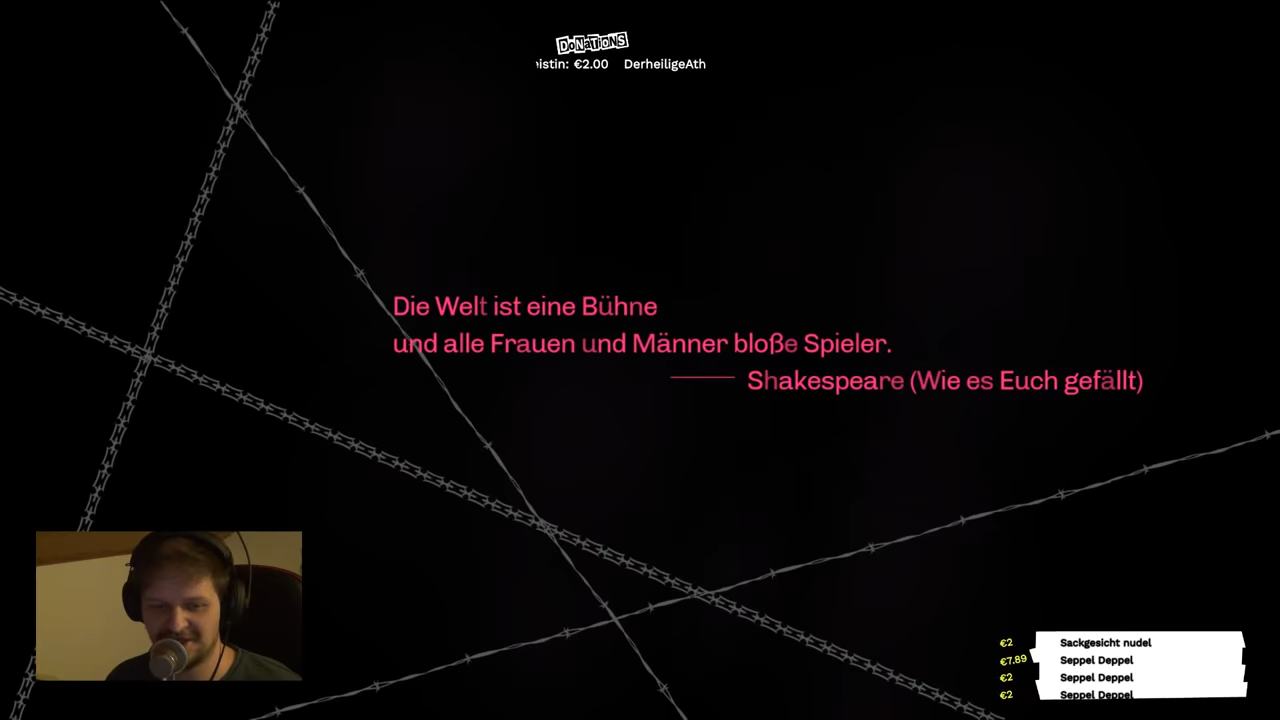 DoNATiONS
istin: €2.00 DerheiligeAth
Die Welt ist eine Bühne
und alle Frauen und Männer bloße Spieler.
Shakespeare (Wie es Euch gefällt)
€2 Sackgesicht nudel
€7.89 Seppel Deppel
€2 Seppel Deppel
€2 Seppel Deppel